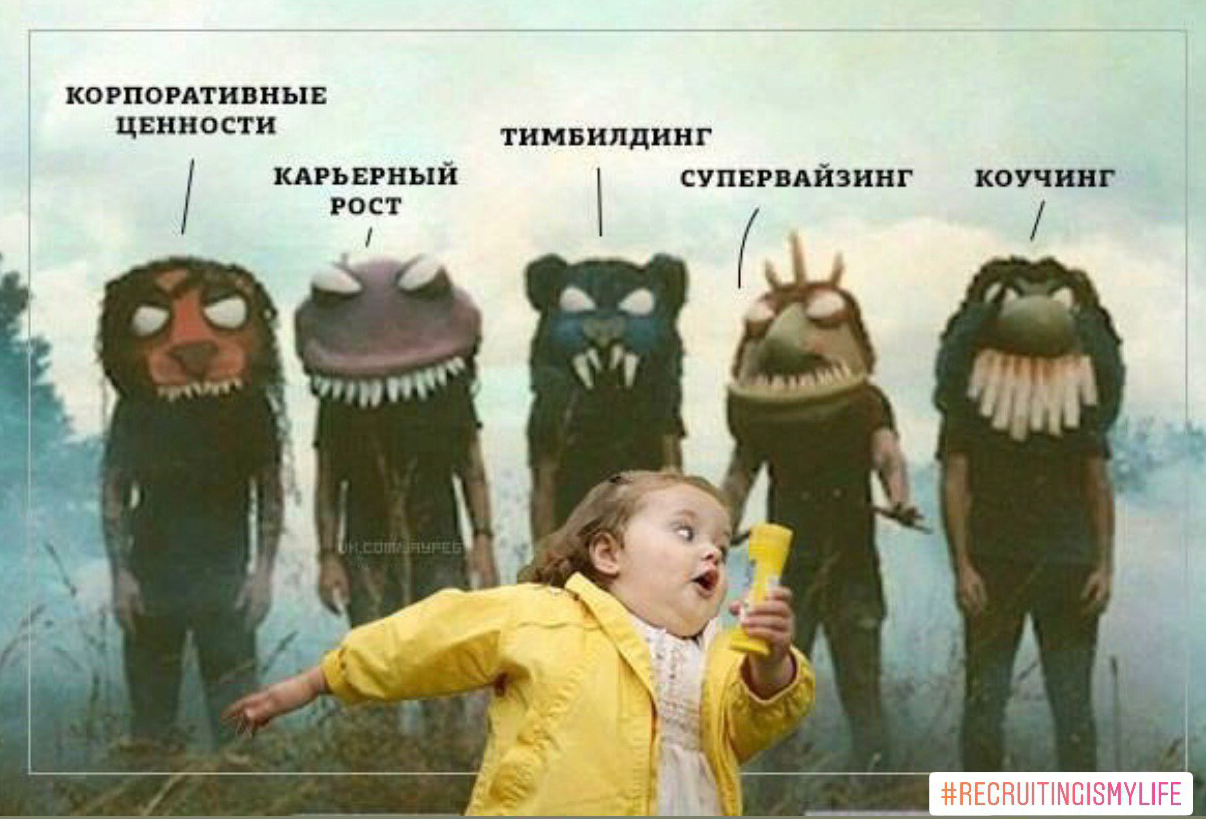 КОРПОРАТИВНЫЕ
ЦЕННОСТИ
КАРЬЕРНЫЙ
РОСТ
ТИМБИЛДИНГ
СУПЕРВАЙЗИНГ
КОУЧИНГ
#RECRUITINGISMYLIFE